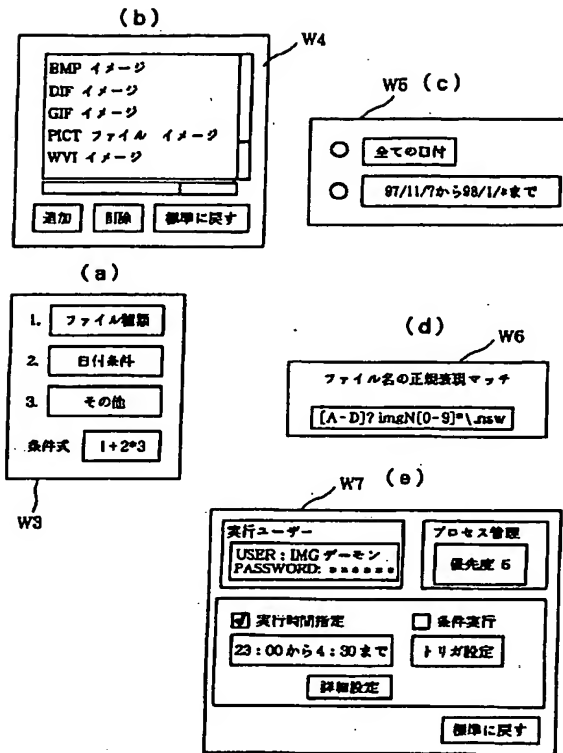 (b)
W4
BMP イメージ
DIF イメージ
GIF イメージ
PICT ファイル イメージ
WVI イメージ
追加 削除 標準に戻す
W5 (c)
全ての日付
97/11/7から98/1/*まで
(a)
1. ファイル種類
2. 日付条件
3. その他
条件式 1+2*3
W3
(d)
W6
ファイル名の正規表現マッチ
[A-D]? imgN[0-9]*\.nsw
W7 (e)
実行ユーザー
USER : IMG デーモン
PASSWORD: * * * * * *
プロセス管理
優先度 5
実行時間指定 条件実行
23:00から4:30まで トリガ設定
詳細設定
標準に戻す